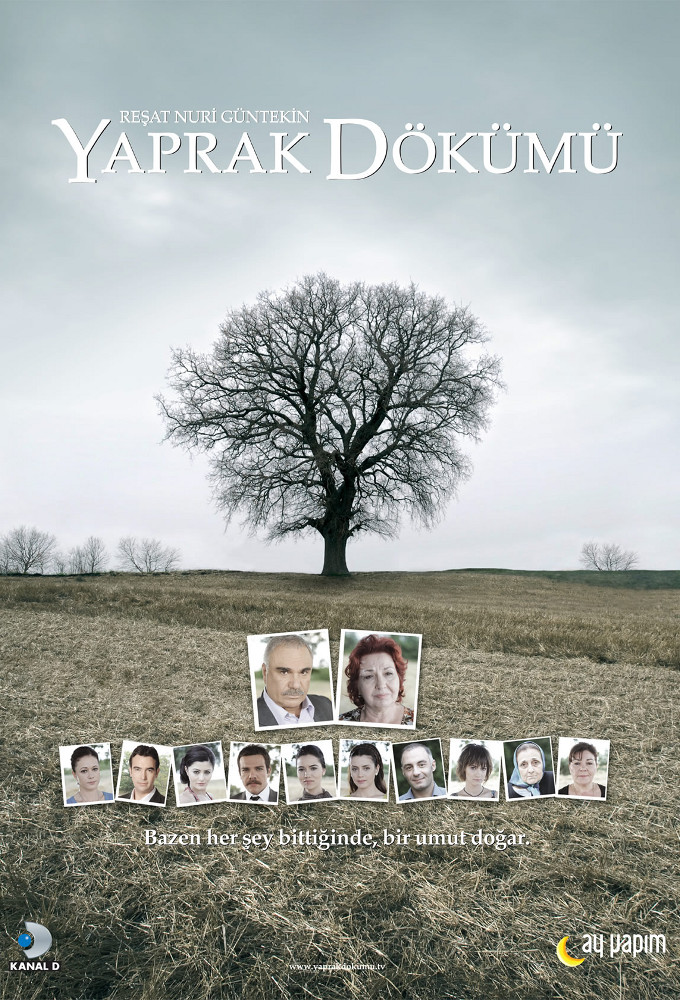 REŞAT NURİ GÜNTEKİN
YAPRAK DÖKÜMÜ
Bazen her şey bittiğinde, bir umut doğar.
KANAL D
www.yaprakdokumu.tv
ay yapım